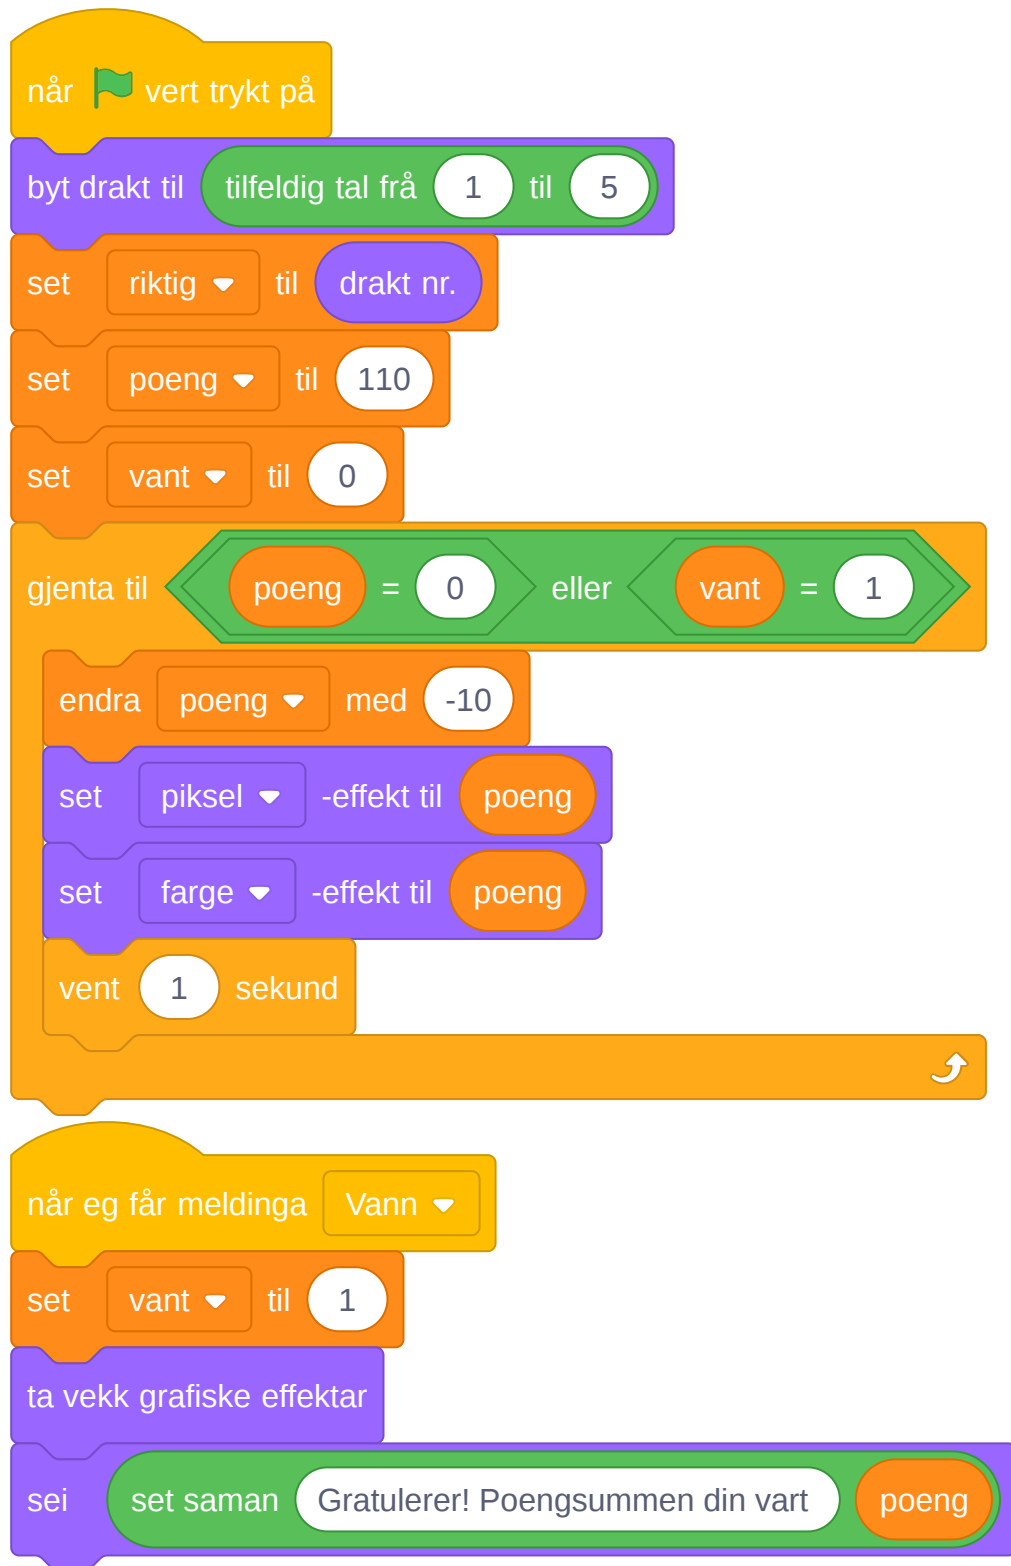 når vert trykt på
byt drakt til tilfeldig tal frå 1 til 5
set riktig til drakt nr.
set poeng til 110
set vant til 0
gjenta til poeng = 0 eller vant = 1
endra poeng med -10
set piksel -effekt til poeng
set farge -effekt til poeng
vent 1 sekund
når eg får meldinga Vann
set vant til 1
ta vekk grafiske effektar
sei set saman Gratulerer! Poengsummen din vart poeng